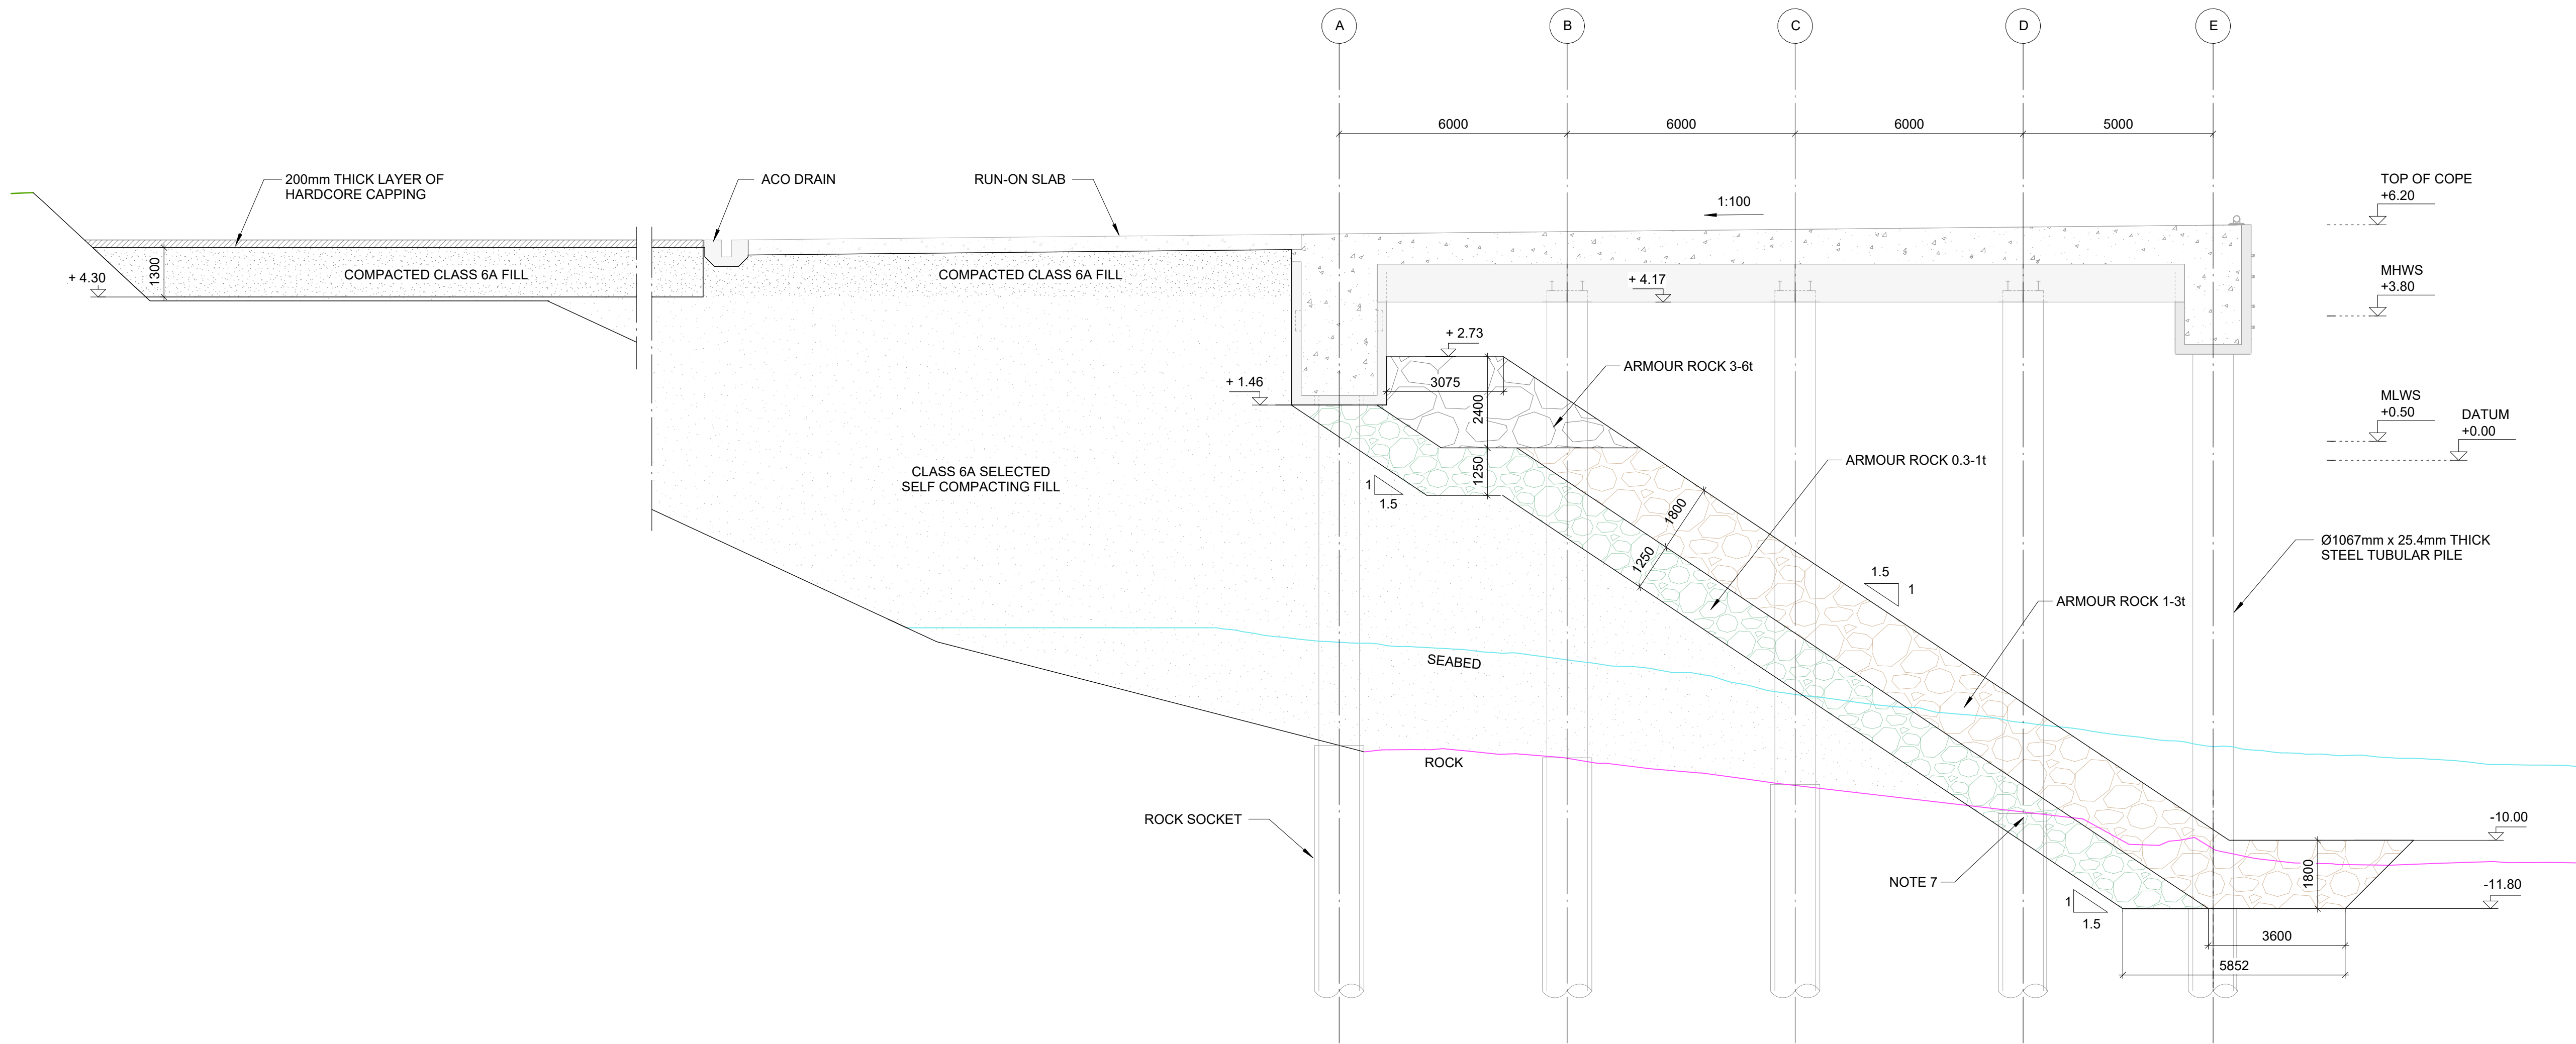 A
B
C
D
E
6000
6000
6000
5000
200mm THICK LAYER OF
HARDCORE CAPPING
ACO DRAIN
RUN-ON SLAB
1:100
TOP OF COPE
+6.20
+ 4.30
1300
COMPACTED CLASS 6A FILL
COMPACTED CLASS 6A FILL
+ 4.17
MHWS
+3.80
+ 2.73
ARMOUR ROCK 3-6t
+ 1.46
3075
2400
MLWS
+0.50
DATUM
+0.00
CLASS 6A SELECTED
SELF COMPACTING FILL
1250
ARMOUR ROCK 0.3-1t
1
1.5
1800
1250
Ø1067mm x 25.4mm THICK
STEEL TUBULAR PILE
1.5
1
ARMOUR ROCK 1-3t
SEABED
ROCK
ROCK SOCKET
-10.00
1800
NOTE 7
-11.80
1
1.5
3600
5852